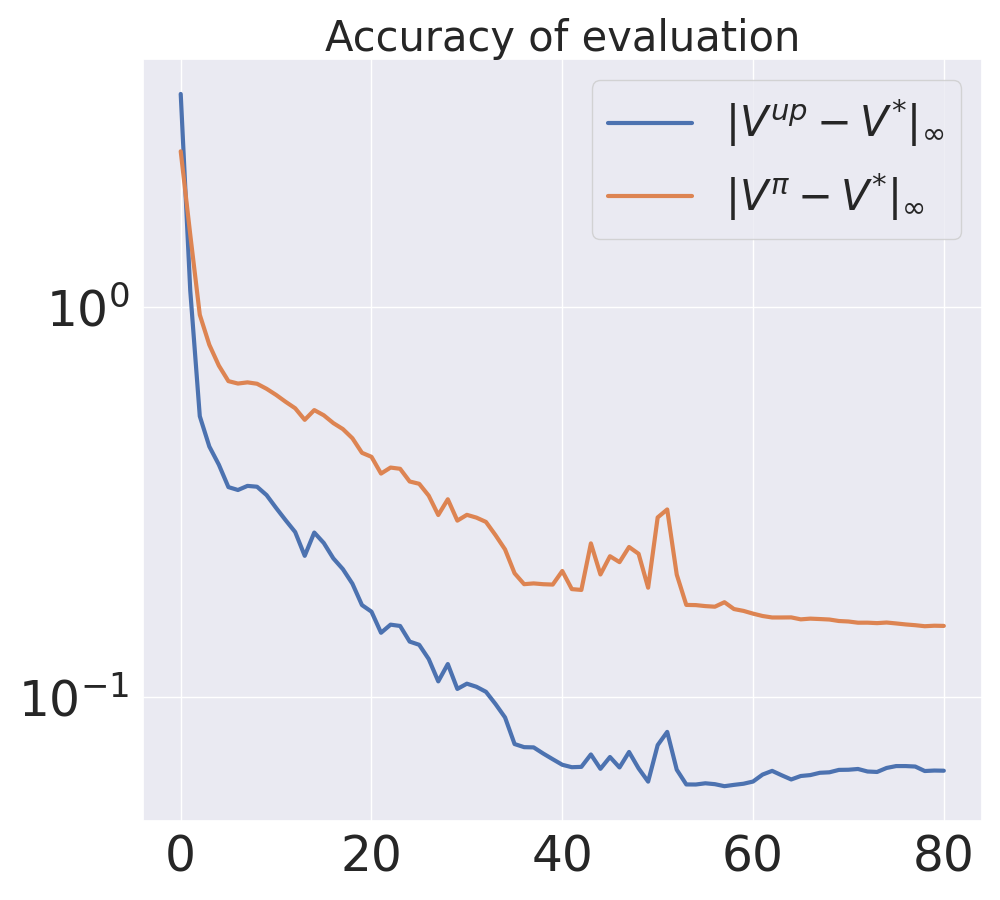 Accuracy of evaluation
|V^{up} − V^*|_∞
|V^π − V^*|_∞
10^0
10^{−1}
0 20 40 60 80